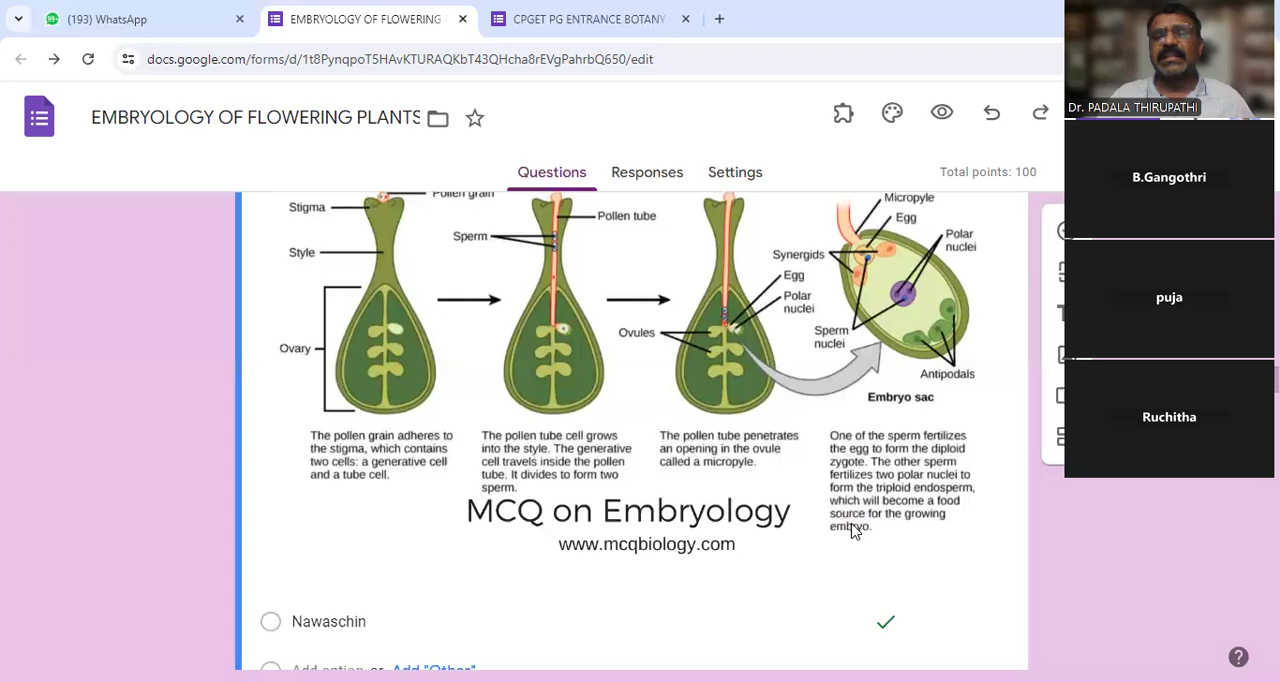 (193) WhatsApp
EMBRYOLOGY OF FLOWERING
CPGET PG ENTRANCE BOTANY
docs.google.com/forms/d/1t8PynqpoT5HAvKTURAQKbT43QHcha8rEVgPahrbQ650/edit
EMBRYOLOGY OF FLOWERING PLANTS
Questions
Responses
Settings
Total points: 100
Dr. PADALA THIRUPATHI
B.Gangothri
puja
Ruchitha
Pollen grain
Stigma
Style
Ovary
Sperm
Pollen tube
Ovules
Egg
Polar
nuclei
Micropyle
Egg
Polar
nuclei
Synergids
Sperm
nuclei
Antipodals
Embryo sac
The pollen grain adheres to
the stigma, which contains
two cells: a generative cell
and a tube cell.
The pollen tube cell grows
into the style. The generative
cell travels inside the pollen
tube. It divides to form two
sperm.
The pollen tube penetrates
an opening in the ovule
called a micropyle.
One of the sperm fertilizes
the egg to form the diploid
zygote. The other sperm
fertilizes two polar nuclei to
form the triploid endosperm,
which will become a food
source for the growing
embryo.
MCQ on Embryology
www.mcqbiology.com
Nawaschin
Add option or Add "Other"